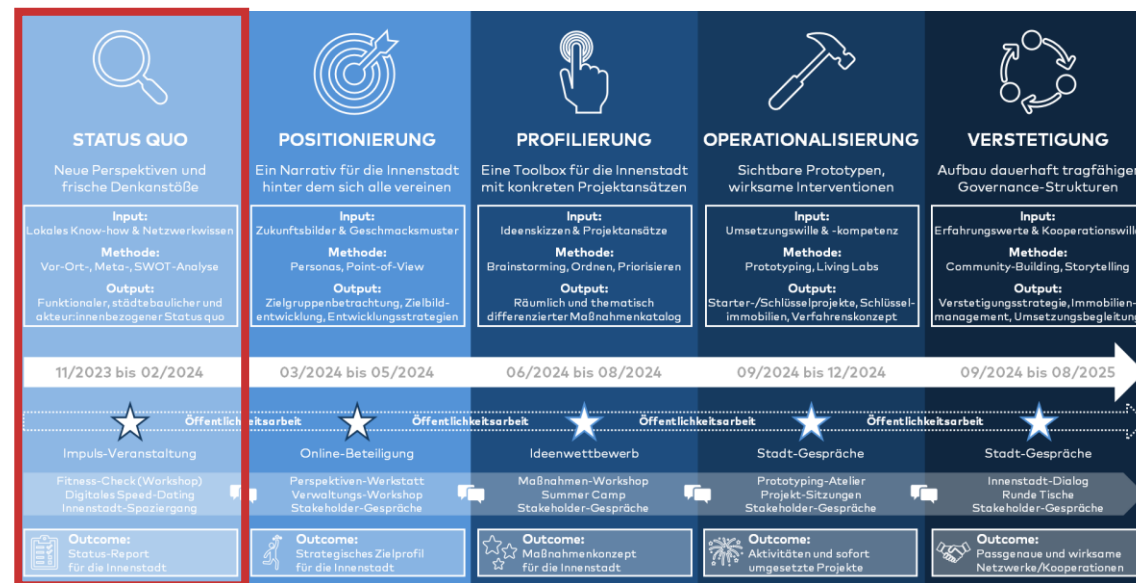 STATUS QUO
Neue Perspektiven und
frische Denkanstöße
Input:
Lokales Know-how & Netzwerkwissen
Methode:
Vor-Ort-, Meta-, SWOT-Analyse
Output:
Funktionaler, städtebaulicher und
akteur:innenbezogener Status quo
POSITIONIERUNG
Ein Narrativ für die Innenstadt
hinter dem sich alle vereinen
Input:
Zukunftsbilder & Geschmacksmuster
Methode:
Personas, Point-of-View
Output:
Zielgruppenbetrachtung, Zielbild-
entwicklung, Entwicklungsstrategien
PROFILIERUNG
Eine Toolbox für die Innenstadt
mit konkreten Projektansätzen
Input:
Ideenskizzen & Projektansätze
Methode:
Brainstorming, Ordnen, Priorisieren
Output:
Räumlich und thematisch
differenzierter Maßnahmenkatalog
OPERATIONALISIERUNG
Sichtbare Prototypen,
wirksame Interventionen
Input:
Umsetzungswille & -kompetenz
Methode:
Prototyping, Living Labs
Output:
Starter-/Schlüsselprojekte, Schlüssel-
immobilien, Verfahrenskonzept
VERSTETIGUNG
Aufbau dauerhaft tragfähiger
Governance-Strukturen
Input:
Erfahrungswerte & Kooperationswille
Methode:
Community-Building, Storytelling
Output:
Verstetigungsstrategie, Immobilien-
management, Umsetzungsbegleitung
11/2023 bis 02/2024
03/2024 bis 05/2024
06/2024 bis 08/2024
09/2024 bis 12/2024
09/2024 bis 08/2025
Öffentlichkeitsarbeit
Öffentlichkeitsarbeit
Öffentlichkeitsarbeit
Öffentlichkeitsarbeit
Impuls-Veranstaltung
Online-Beteiligung
Ideenwettbewerb
Stadt-Gespräche
Stadt-Gespräche
Fitness-Check (Workshop)
Digitales Speed-Dating
Innenstadt-Spaziergang
Perspektiven-Werkstatt
Verwaltungs-Workshop
Stakeholder-Gespräche
Maßnahmen-Workshop
Summer Camp
Stakeholder-Gespräche
Prototyping-Atelier
Projekt-Sitzungen
Stakeholder-Gespräche
Innenstadt-Dialog
Runde Tische
Stakeholder-Gespräche
Outcome:
Status-Report
für die Innenstadt
Outcome:
Strategisches Zielprofil
für die Innenstadt
Outcome:
Maßnahmenkonzept
für die Innenstadt
Outcome:
Aktivitäten und sofort
umgesetzte Projekte
Outcome:
Passgenaue und wirksame
Netzwerke/Kooperationen